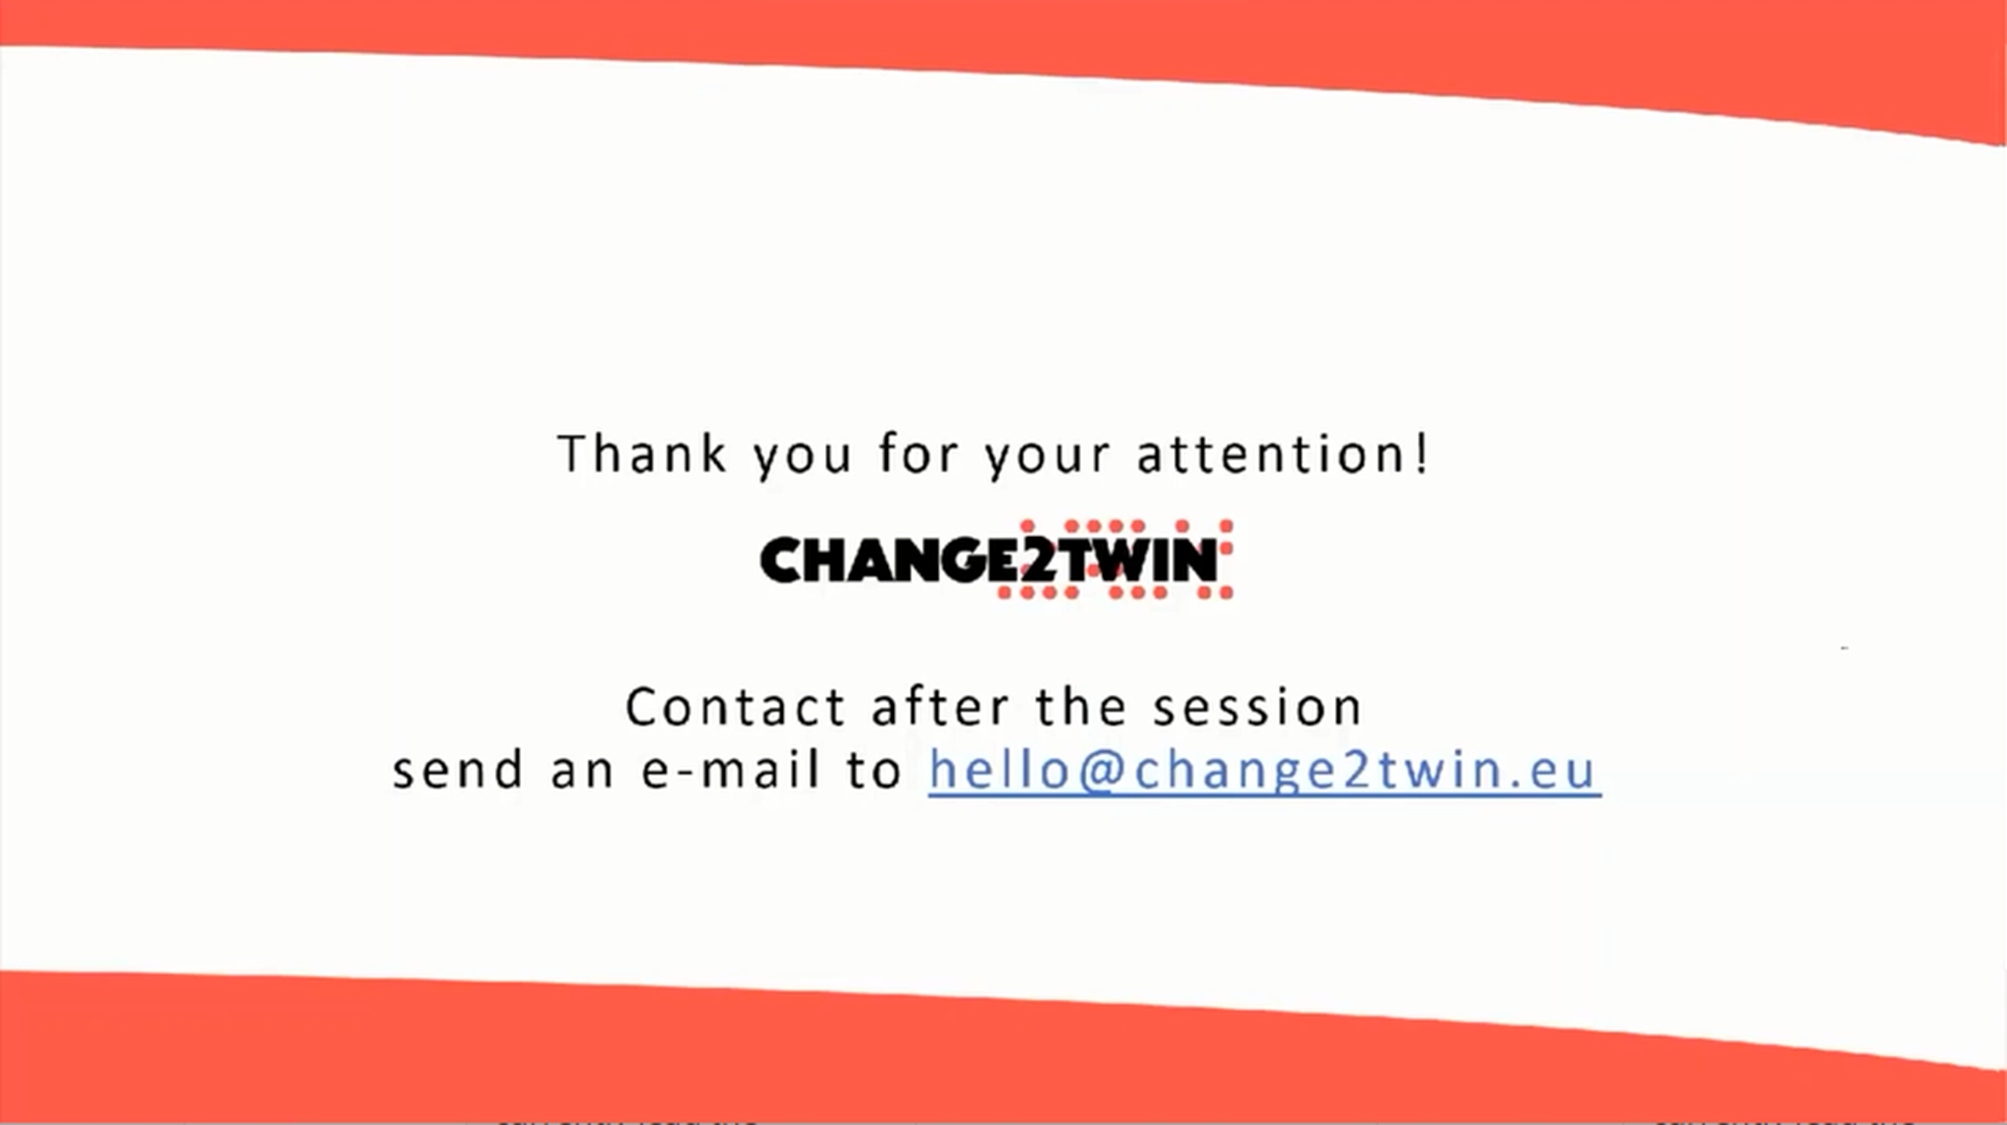 Thank you for your attention!
CHANGE2TWIN
Contact after the session
send an e-mail to hello@change2twin.eu